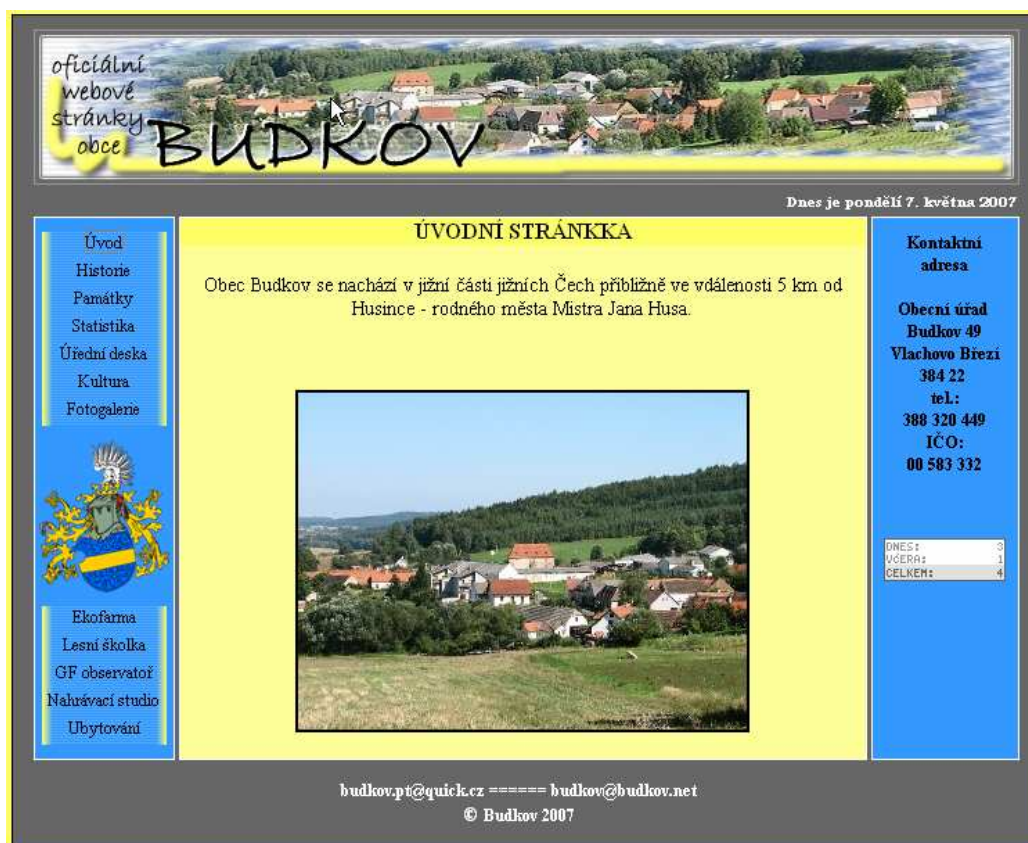 oficiální
webové
stránky
obce
BUDKOV
Dnes je pondělí 7. května 2007
Úvod
Historie
Památky
Statistika
Úřední deska
Kultura
Fotogalerie
Ekofarma
Lesní školka
GF observatoř
Nahrávací studio
Ubytování
ÚVODNÍ STRÁNKKA
Obec Budkov se nachází v jižní části jižních Čech přibližně ve vdálenosti 5 km od
Husince - rodného města Mistra Jana Husa.
Kontaktní
adresa
Obecní úřad
Budkov 49
Vlachovo Březí
384 22
tel.:
388 320 449
IČO:
00 583 332
DNES: 3
VčERA: 1
CELKEM: 4
budkov.pt@quick.cz ====== budkov@budkov.net
© Budkov 2007